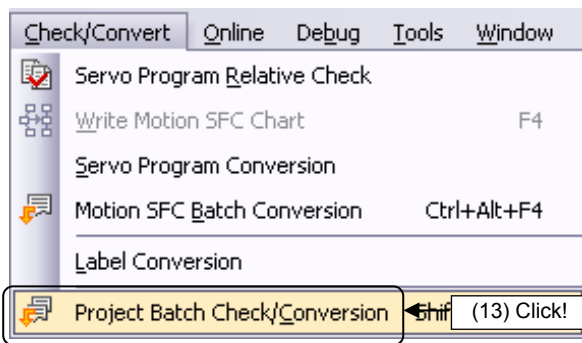 Check/Convert Online Debug Tools Window
Servo Program Relative Check
Write Motion SFC Chart F4
Servo Program Conversion
Motion SFC Batch Conversion Ctrl+Alt+F4
Label Conversion
Project Batch Check/Conversion (13) Click!